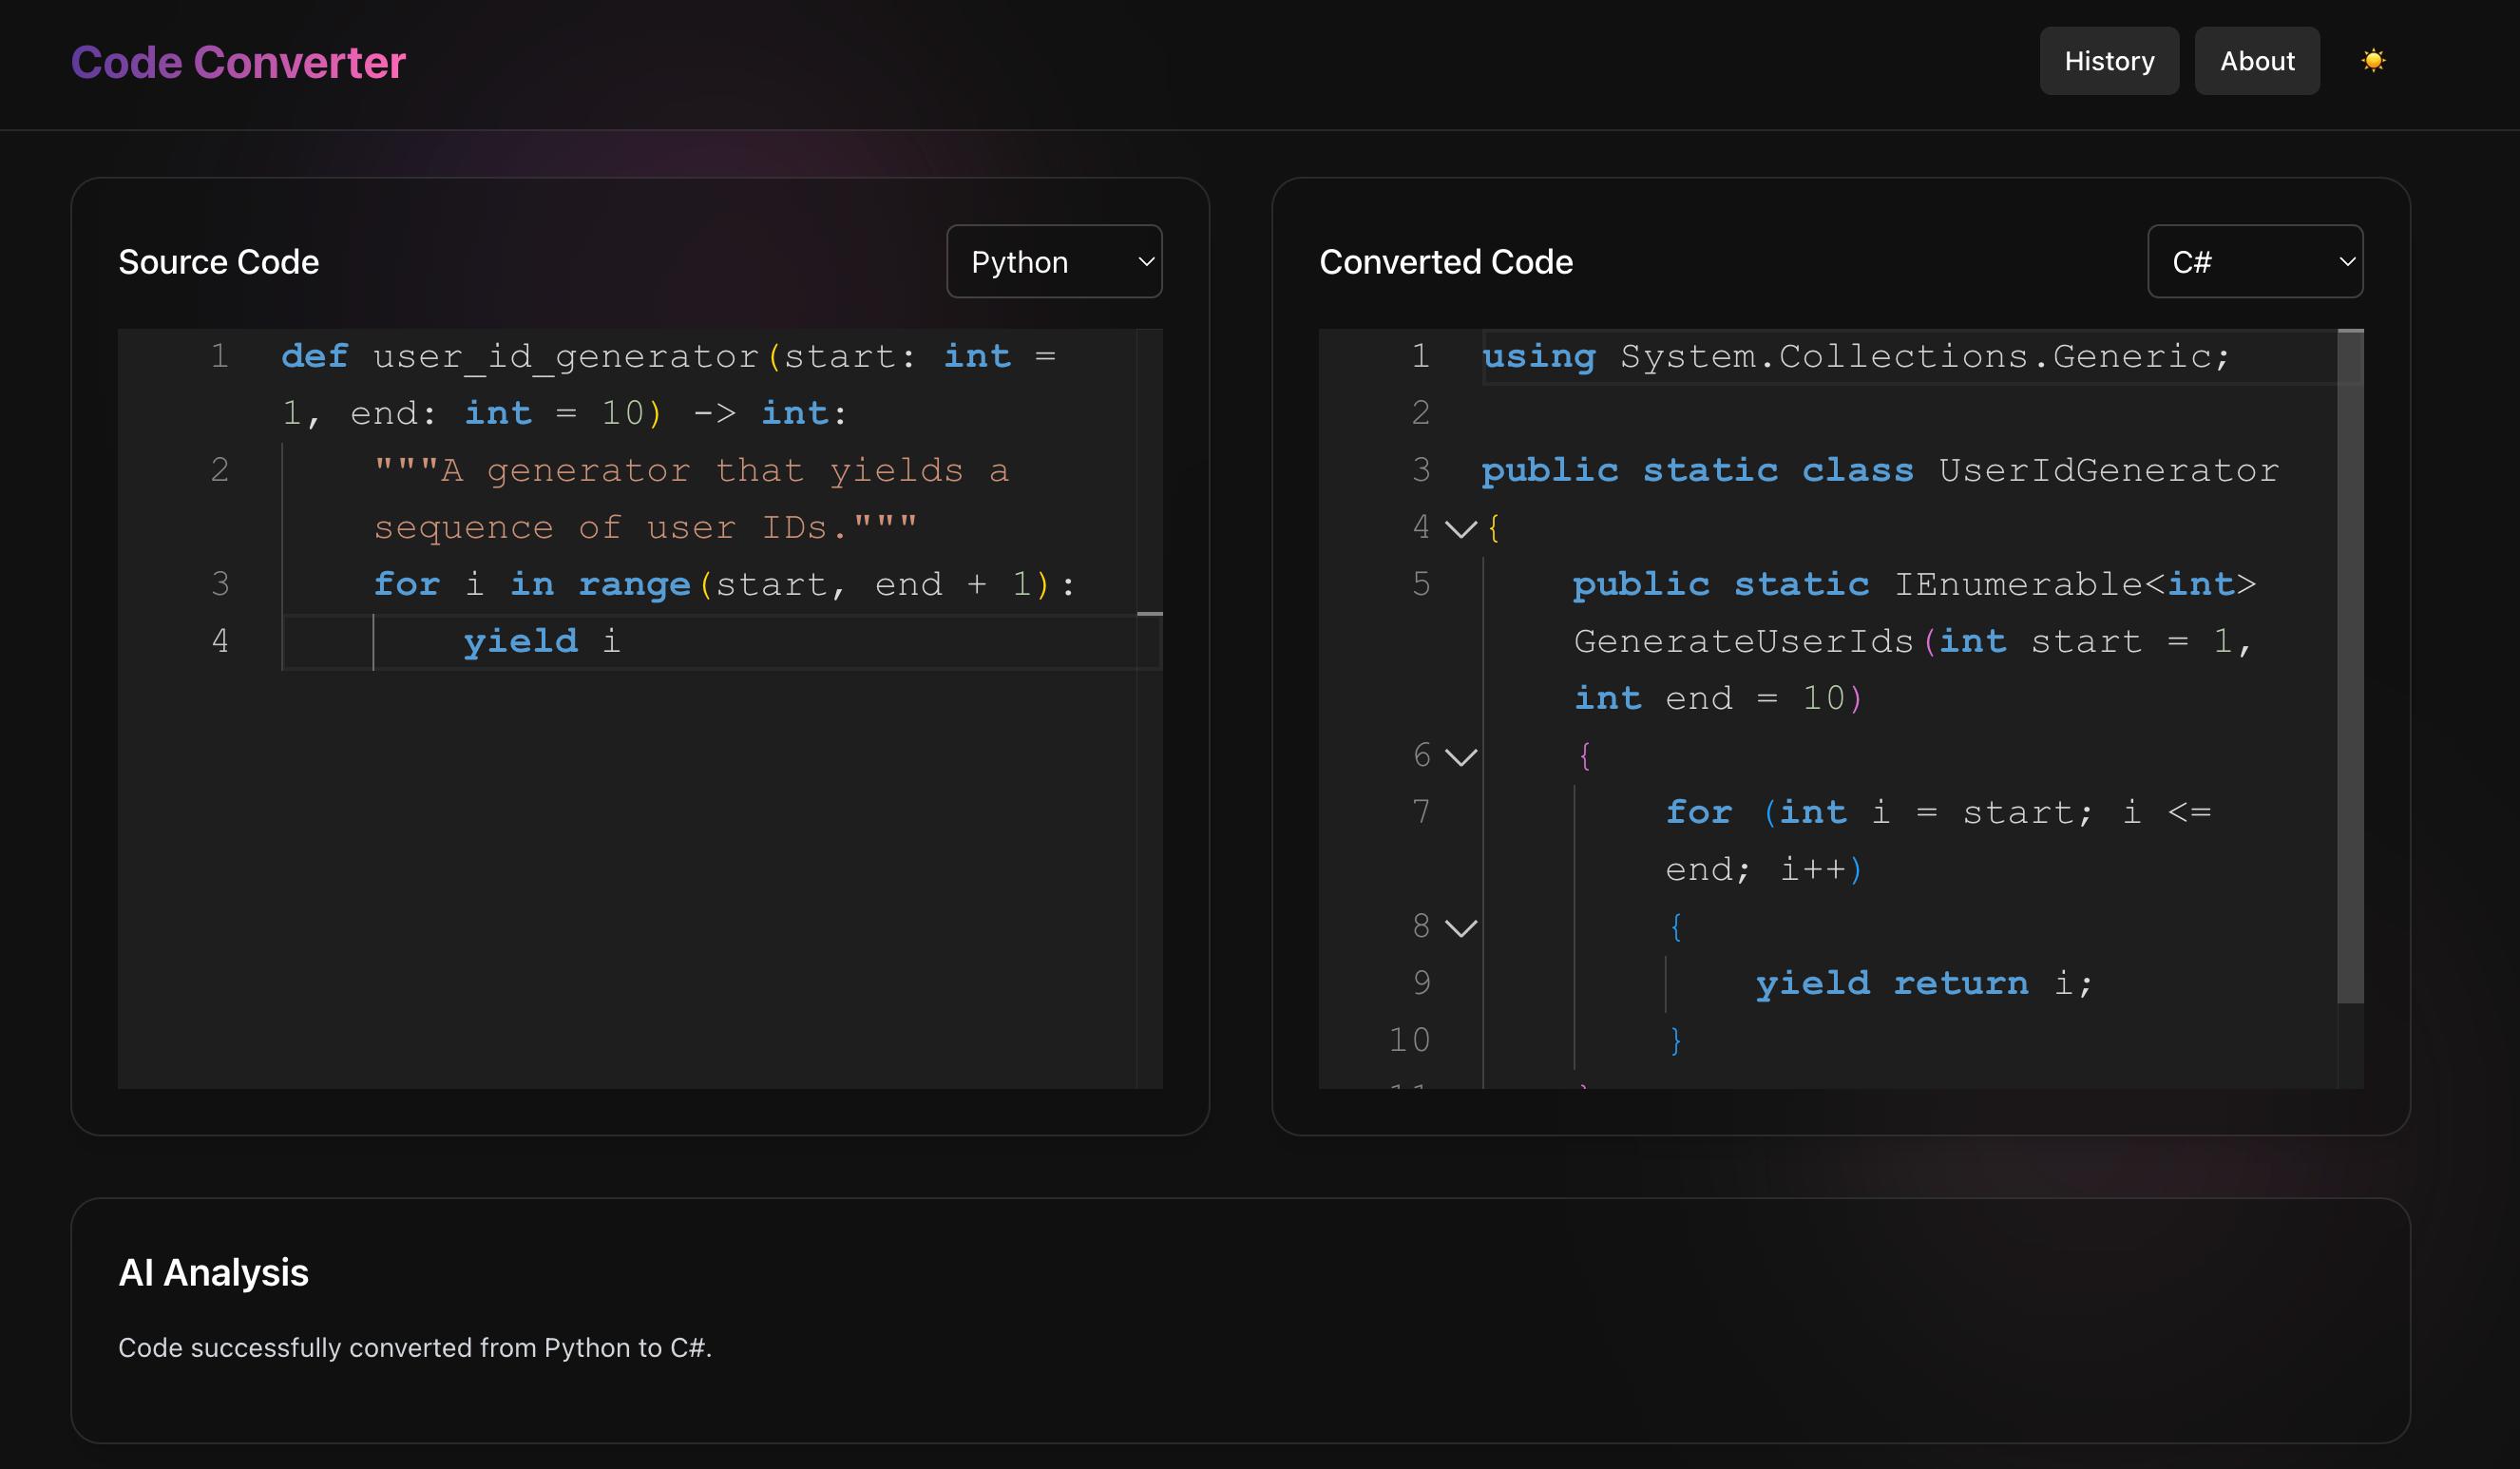 Code Converter
History
About
Source Code
Python
1 def user_id_generator(start: int =
1, end: int = 10) -> int:
2 """A generator that yields a
sequence of user IDs."""
3 for i in range(start, end + 1):
4 yield i
Converted Code
C#
1 using System.Collections.Generic;
2
3 public static class UserIdGenerator
4 {
5 public static IEnumerable<int>
GenerateUserIds(int start = 1,
int end = 10)
6 {
7 for (int i = start; i <=
end; i++)
8 {
9 yield return i;
10 }
AI Analysis
Code successfully converted from Python to C#.